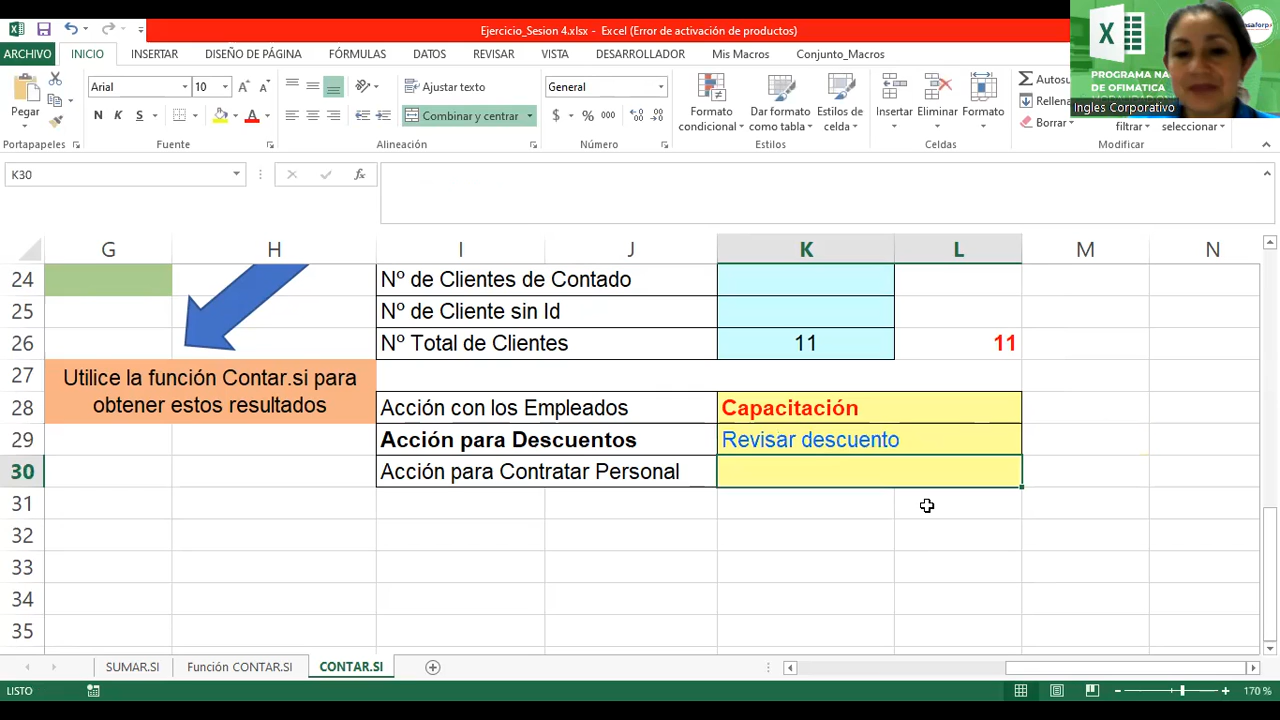 Ejercicio_Sesion 4.xlsx - Excel (Error de activación de productos)
ARCHIVO INICIO INSERTAR DISEÑO DE PÁGINA FÓRMULAS DATOS REVISAR VISTA DESARROLLADOR Mis Macros Conjunto_Macros
PROGRAMA NA
DE OFIMÁTICA
Ingles Corporativo
Pegar
Arial 10
N K S
Ajustar texto
Combinar y centrar
General
$ % 000
Formato condicional
Dar formato como tabla
Estilos de celda
Insertar
Eliminar
Formato
Autosu
Rellena
Borrar
filtrar
seleccionar
Portapapeles Fuente Alineación Número Estilos Celdas Modificar
K30
fx
G H I J K L M N
24 Nº de Clientes de Contado
25 Nº de Cliente sin Id
26 Nº Total de Clientes 11 11
27 Utilice la función Contar.si para
obtener estos resultados
28 Acción con los Empleados Capacitación
29 Acción para Descuentos Revisar descuento
30 Acción para Contratar Personal
31
32
33
34
35
SUMAR.SI Función CONTAR.SI CONTAR.SI
LISTO
170 %